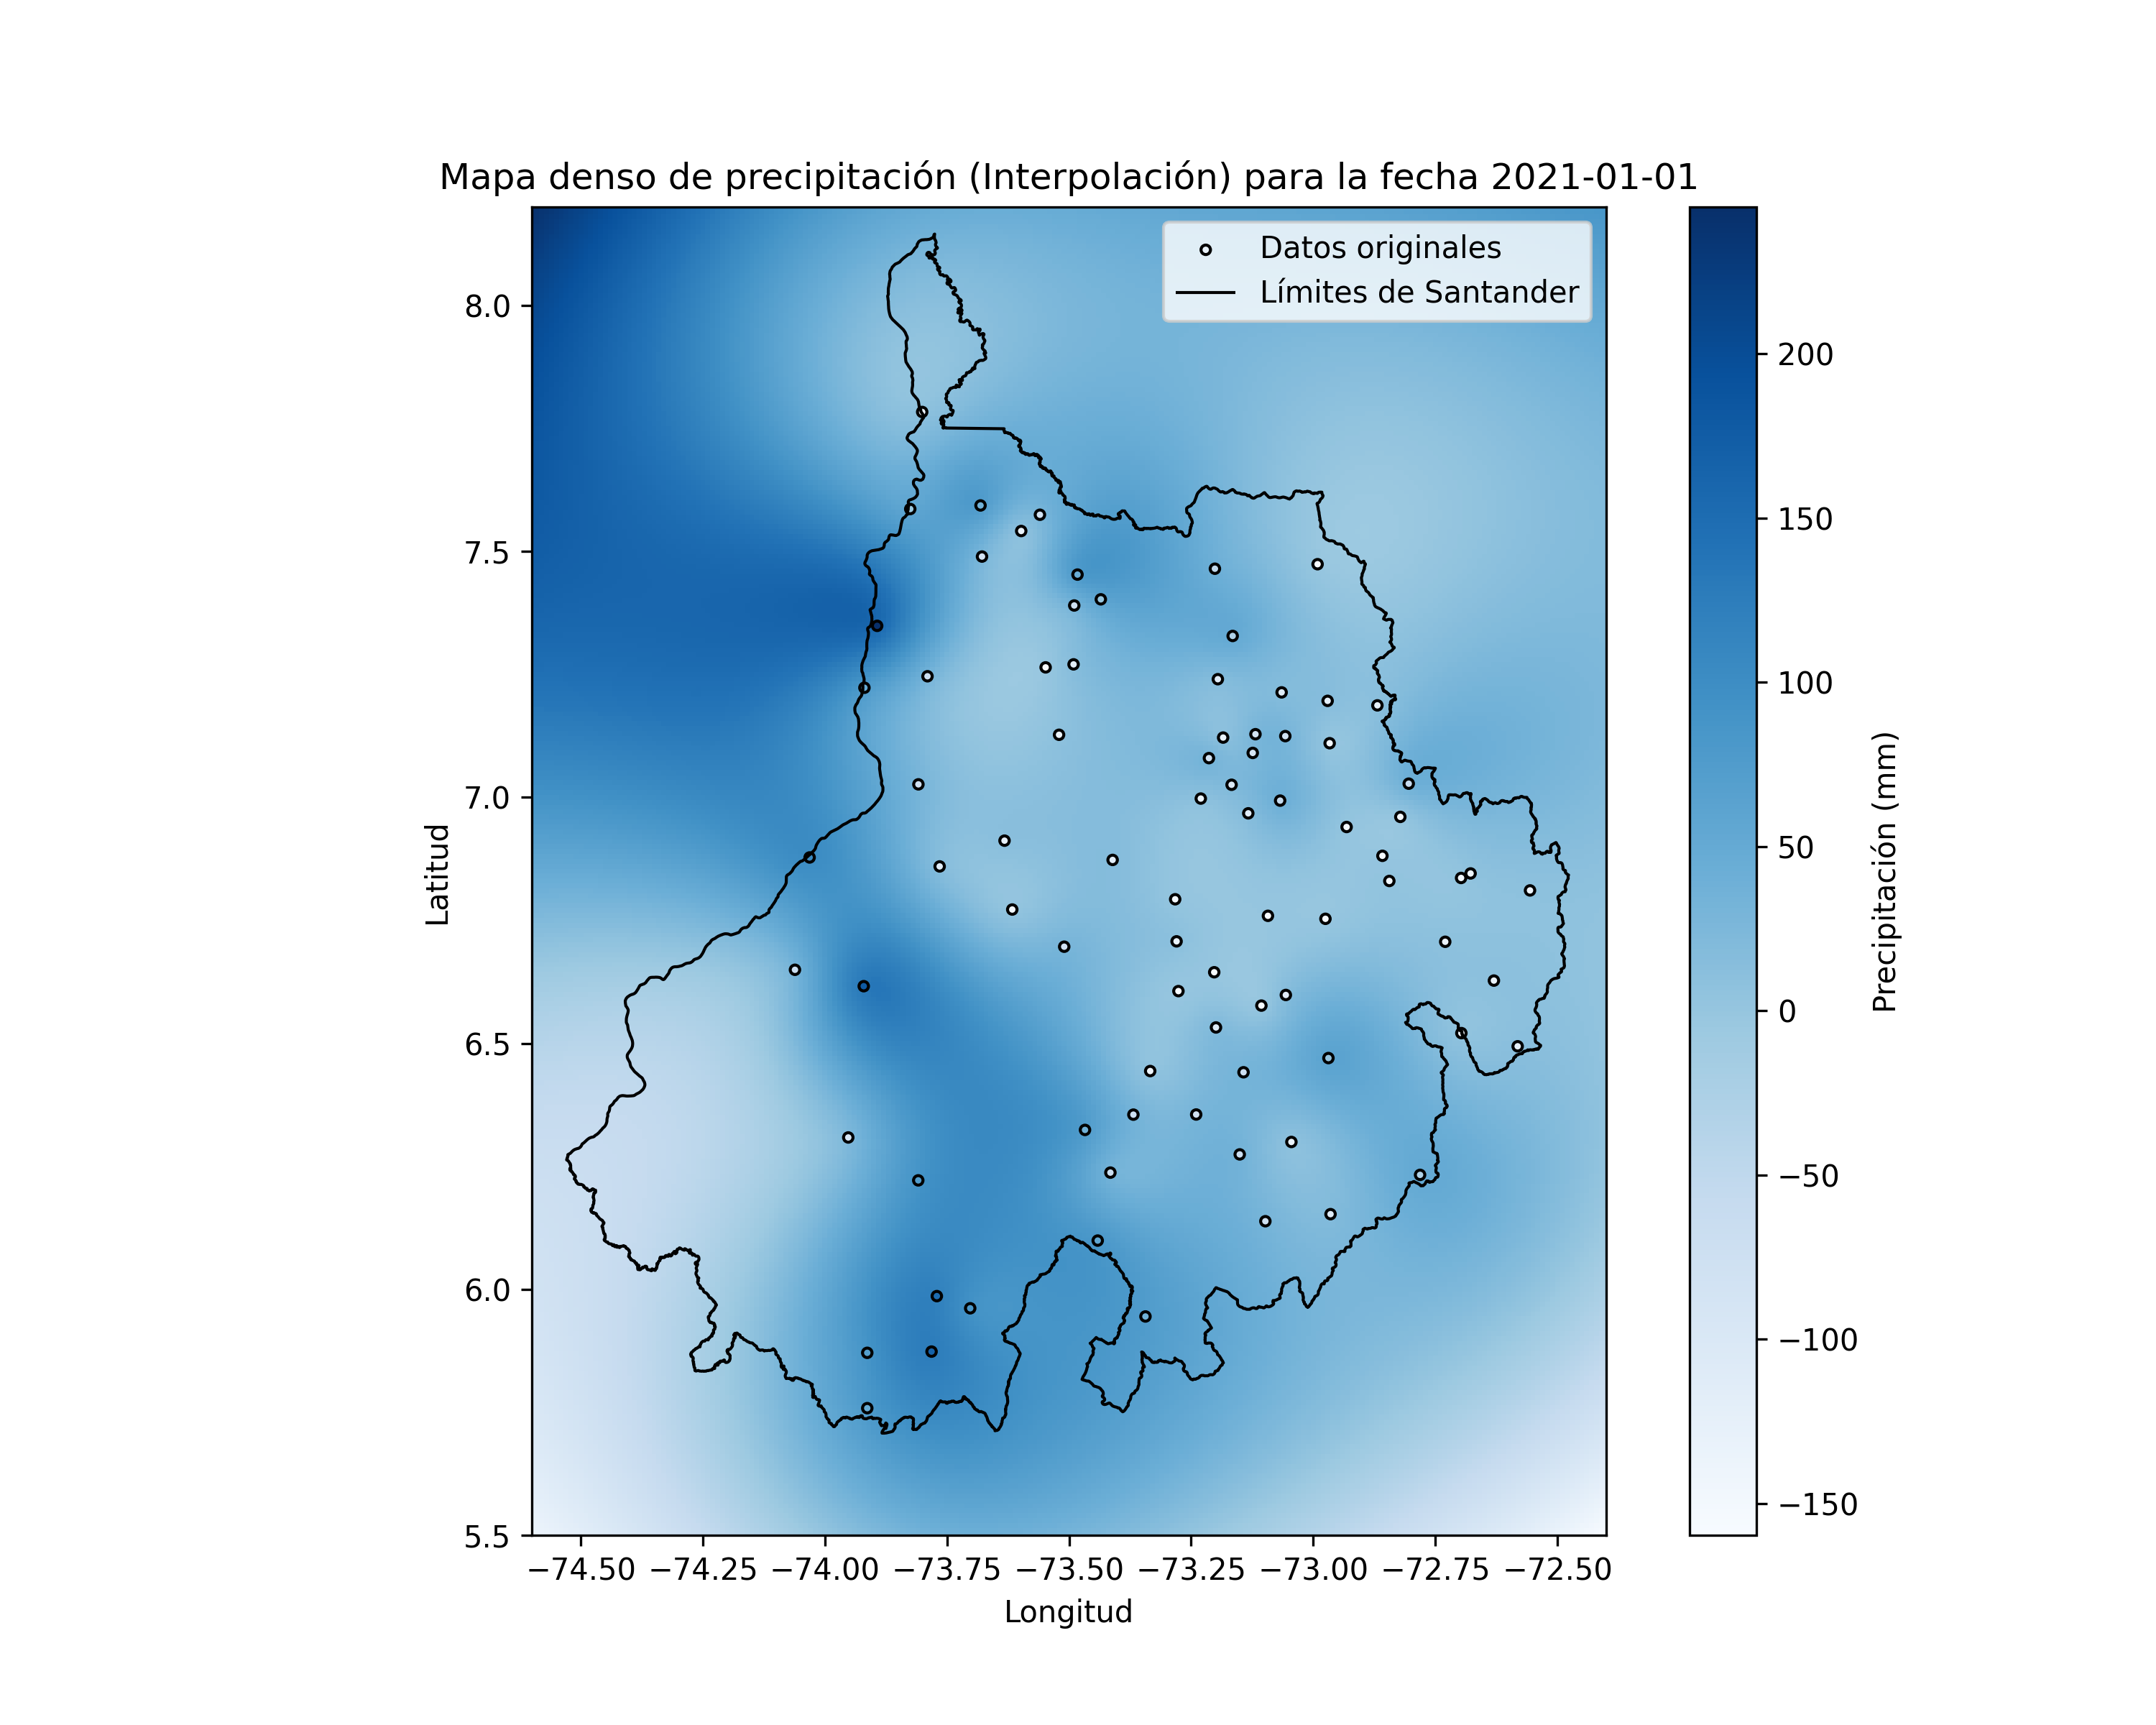 Mapa denso de precipitación (Interpolación) para la fecha 2021-01-01
Datos originales
Límites de Santander
8.0
7.5
7.0
6.5
6.0
5.5
Latitud
−74.50 −74.25 −74.00 −73.75 −73.50 −73.25 −73.00 −72.75 −72.50
Longitud
200
150
100
50
0
−50
−100
−150
Precipitación (mm)